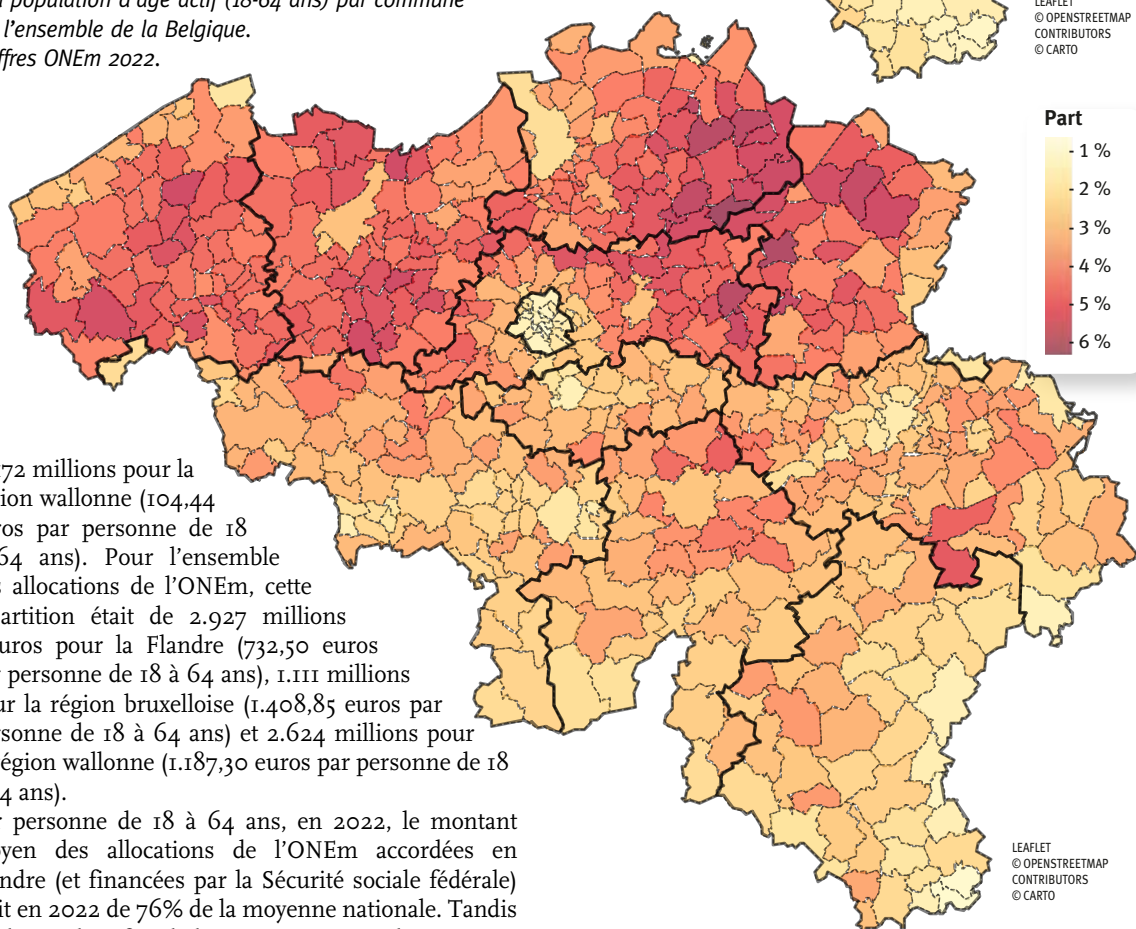 population d'âge actif (18-64 ans) par commune
l'ensemble de la Belgique.
ffres ONEm 2022.
LEAFLET
© OPENSTREETMAP
CONTRIBUTORS
© CARTO
Part
1 %
2 %
3 %
4 %
5 %
6 %
72 millions pour la
ion wallonne (104,44
ros par personne de 18
64 ans). Pour l'ensemble
s allocations de l'ONEm, cette
partition était de 2.927 millions
uros pour la Flandre (732,50 euros
personne de 18 à 64 ans), 1.111 millions
ur la région bruxelloise (1.408,85 euros par
rsonne de 18 à 64 ans) et 2.624 millions pour
région wallonne (1.187,30 euros par personne de 18
4 ans).
r personne de 18 à 64 ans, en 2022, le montant
yen des allocations de l'ONEm accordées en
ndre (et financées par la Sécurité sociale fédérale)
it en 2022 de 76% de la moyenne nationale. Tandis
LEAFLET
© OPENSTREETMAP
CONTRIBUTORS
© CARTO